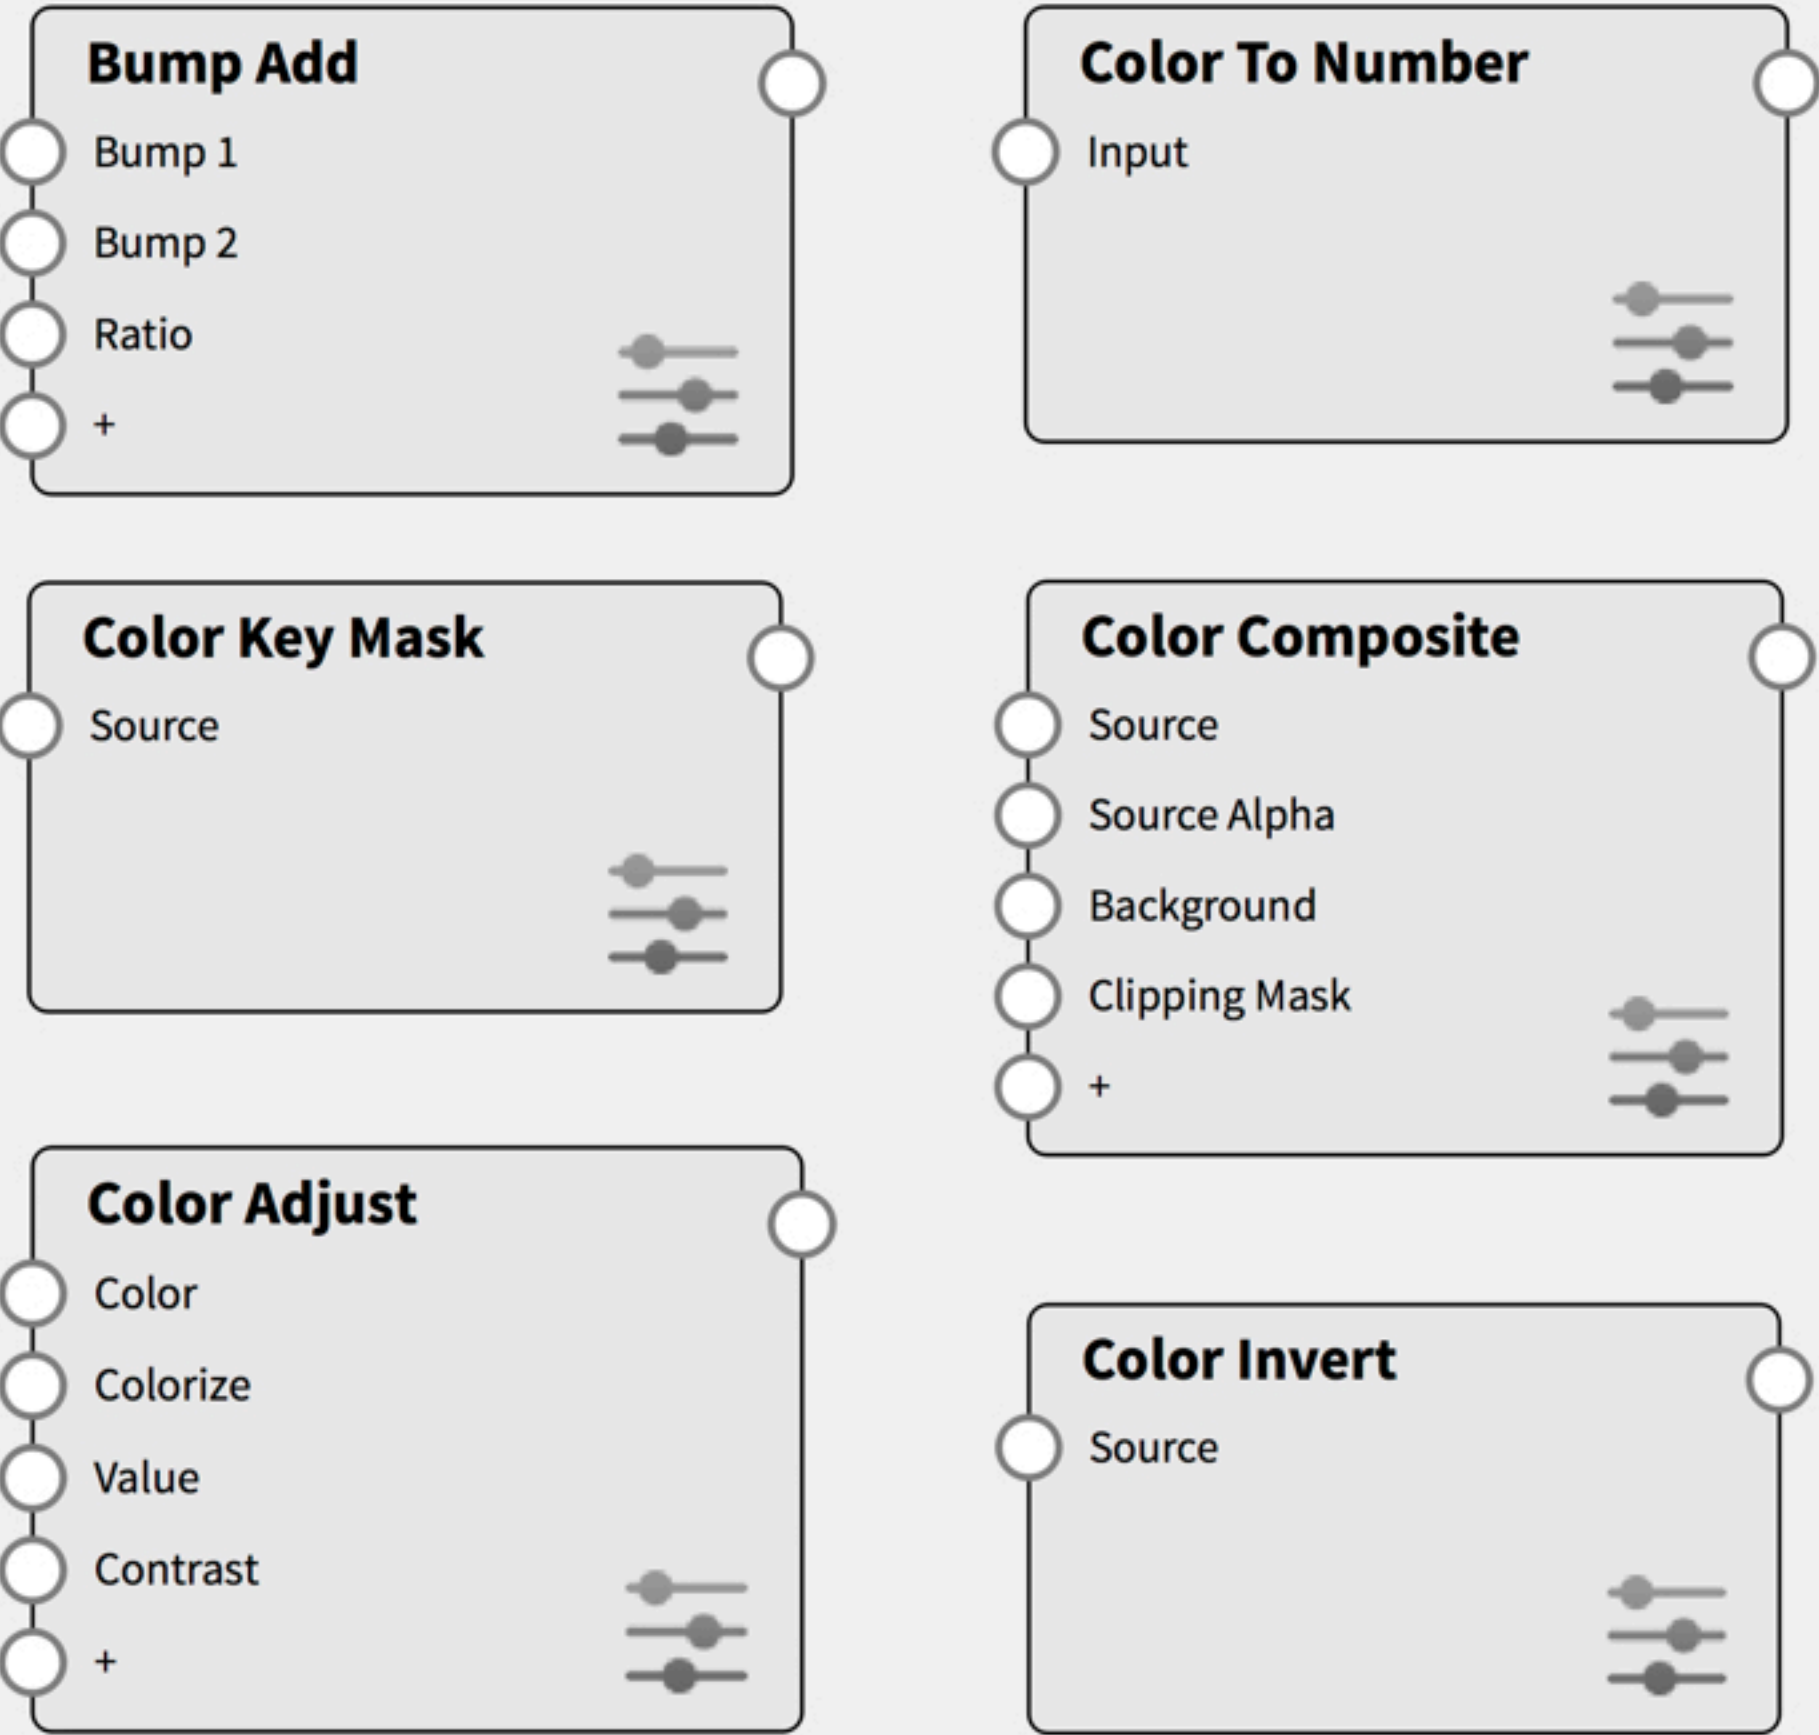 Bump Add
Bump 1
Bump 2
Ratio
+
Color To Number
Input
Color Key Mask
Source
Color Composite
Source
Source Alpha
Background
Clipping Mask
+
Color Adjust
Color
Colorize
Value
Contrast
+
Color Invert
Source